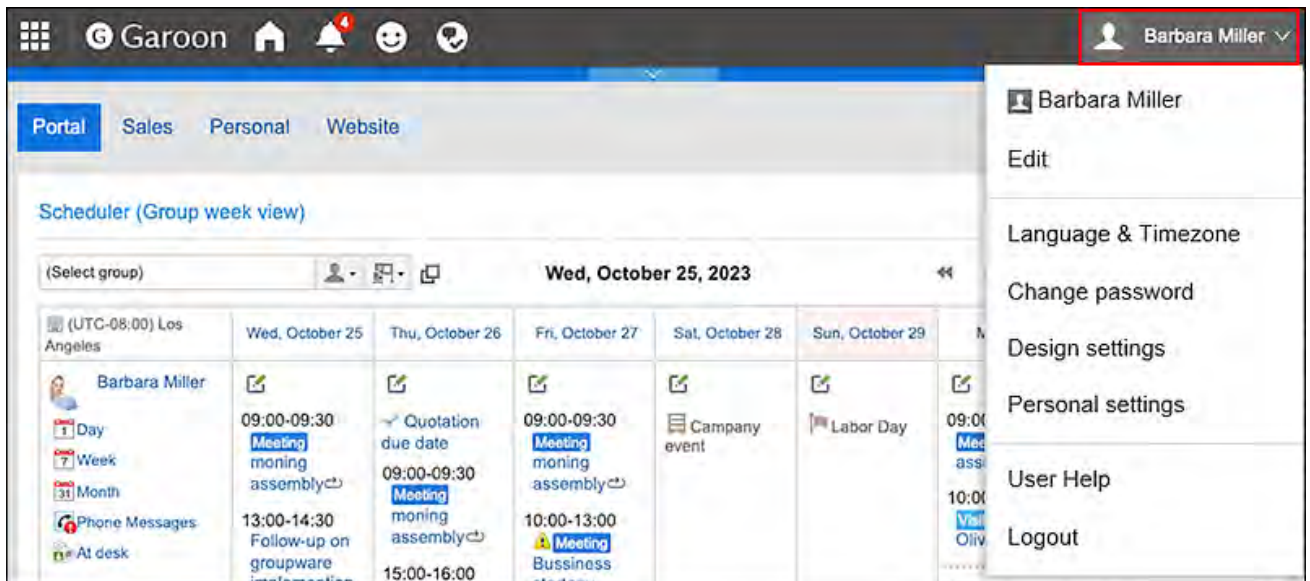 Garoon
4
Barbara Miller
Barbara Miller
Edit
Language & Timezone
Change password
Design settings
Personal settings
User Help
Logout
Portal Sales Personal Website
Scheduler (Group week view)
(Select group)
Wed, October 25, 2023
(UTC-08:00) Los
Angeles
Wed, October 25
Thu, October 26
Fri, October 27
Sat, October 28
Sun, October 29
Barbara Miller
1 Day
7 Week
31 Month
Phone Messages
At desk
09:00-09:30
Meeting
moning
assembly
13:00-14:30
Follow-up on
groupware
Quotation
due date
09:00-09:30
Meeting
moning
assembly
15:00-16:00
09:00-09:30
Meeting
moning
assembly
10:00-13:00
Meeting
Bussiness
Campany
event
Labor Day